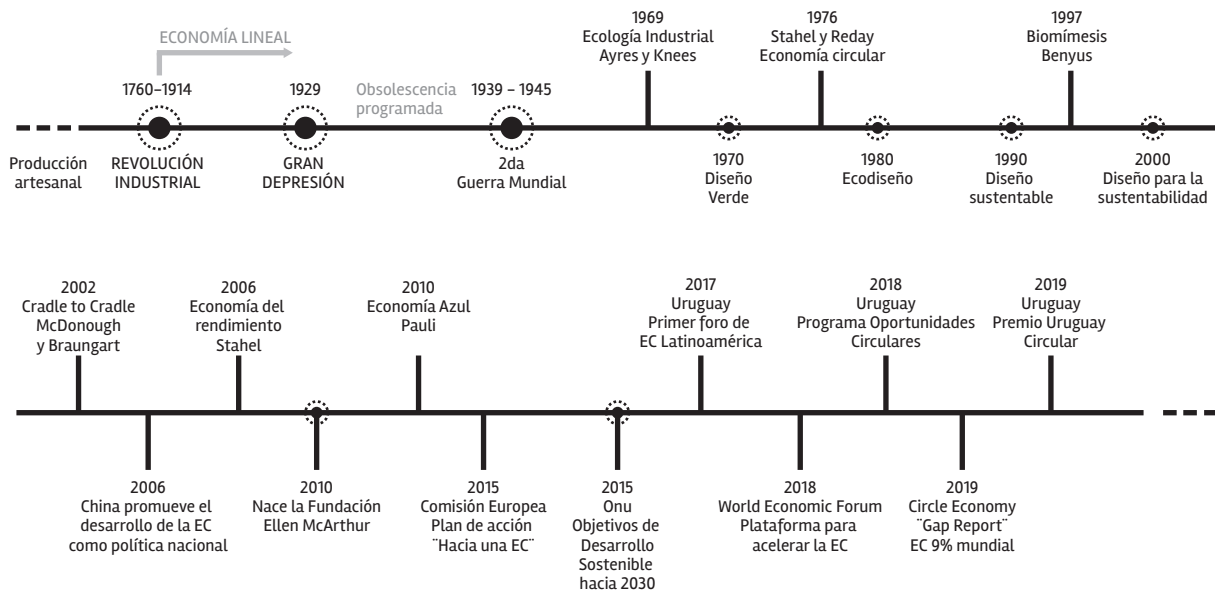 ECONOMÍA LINEAL
1760–1914
REVOLUCIÓN
INDUSTRIAL
Producción
artesanal
1929
GRAN
DEPRESIÓN
Obsolescencia
programada
1939 – 1945
2da
Guerra Mundial
1969
Ecología Industrial
Ayres y Knees
1970
Diseño
Verde
1976
Stahel y Reday
Economía circular
1980
Ecodiseño
1990
Diseño
sustentable
1997
Biomímesis
Benyus
2000
Diseño para la
sustentabilidad
2002
Cradle to Cradle
McDonough
y Braungart
2006
China promueve el
desarrollo de la EC
como política nacional
2006
Economía del
rendimiento
Stahel
2010
Nace la Fundación
Ellen McArthur
2010
Economía Azul
Pauli
2015
Comisión Europea
Plan de acción
¨Hacia una EC¨
2015
Onu
Objetivos de
Desarrollo
Sostenible
hacia 2030
2017
Uruguay
Primer foro de
EC Latinoamérica
2018
World Economic Forum
Plataforma para
acelerar la EC
2018
Uruguay
Programa Oportunidades
Circulares
2019
Circle Economy
¨Gap Report¨
EC 9% mundial
2019
Uruguay
Premio Uruguay
Circular